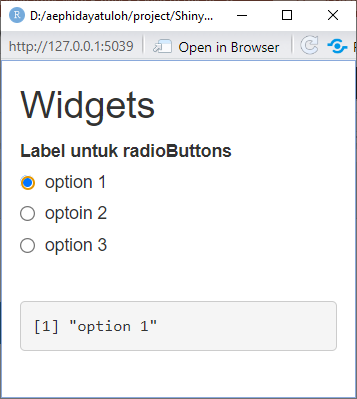 R D:/aephidayatuloh/project/Shiny...
http://127.0.0.1:5039 Open in Browser
Widgets
Label untuk radioButtons
option 1
optoin 2
option 3
[1] "option 1"